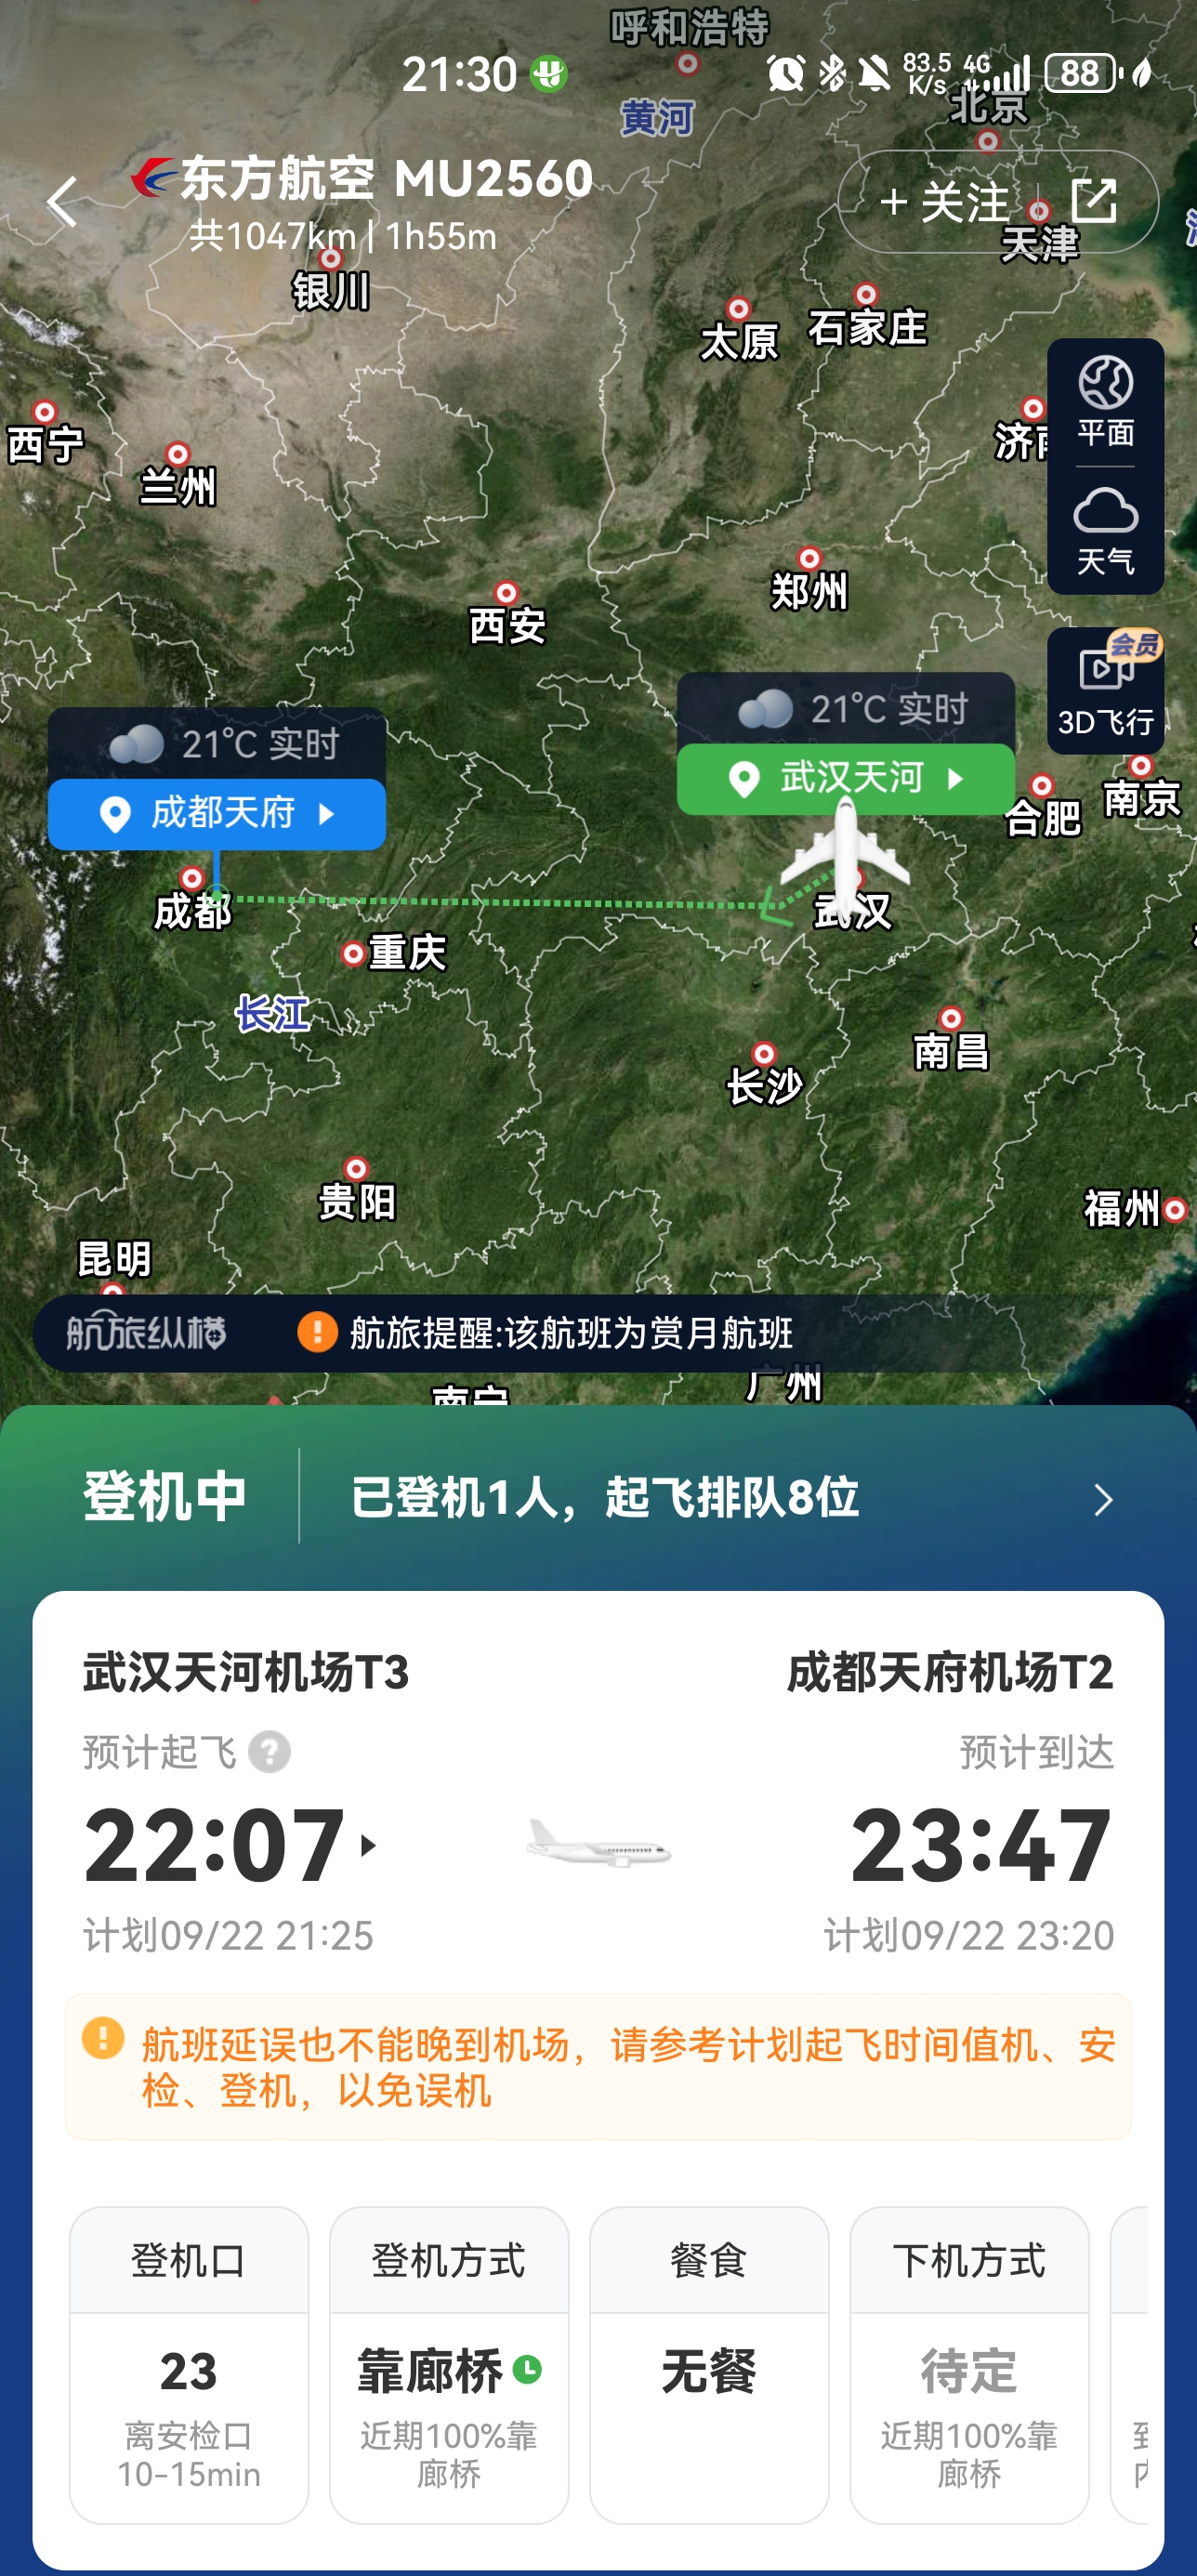 呼和浩特
21:30
83.5 K/s
4G
88
黄河
北京
东方航空 MU2560
共1047km | 1h55m
+ 关注
天津
银川
太原
石家庄
平面
西宁
济南
兰州
天气
郑州
西安
会员
3D飞行
21°C 实时
21°C 实时
武汉天河
成都天府
合肥
南京
成都
武汉
重庆
长江
南昌
长沙
贵阳
福州
昆明
航旅纵横
航旅提醒:该航班为赏月航班
广州
南宁
登机中
已登机1人，起飞排队8位
武汉天河机场T3
成都天府机场T2
预计起飞 ?
预计到达
22:07
23:47
计划09/22 21:25
计划09/22 23:20
航班延误也不能晚到机场，请参考计划起飞时间值机、安
检、登机，以免误机
登机口
登机方式
餐食
下机方式
23
靠廊桥
无餐
待定
离安检口
10-15min
近期100%靠
廊桥
近期100%靠
廊桥